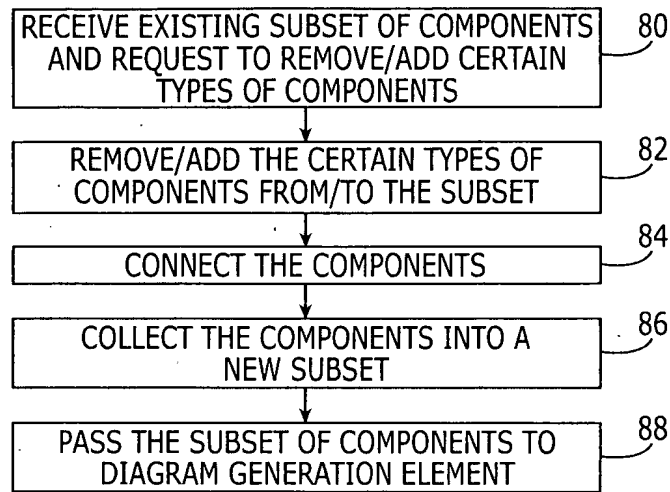 RECEIVE EXISTING SUBSET OF COMPONENTS
AND REQUEST TO REMOVE/ADD CERTAIN
TYPES OF COMPONENTS
80
REMOVE/ADD THE CERTAIN TYPES OF
COMPONENTS FROM/TO THE SUBSET
82
CONNECT THE COMPONENTS
84
COLLECT THE COMPONENTS INTO A
NEW SUBSET
86
PASS THE SUBSET OF COMPONENTS TO
DIAGRAM GENERATION ELEMENT
88